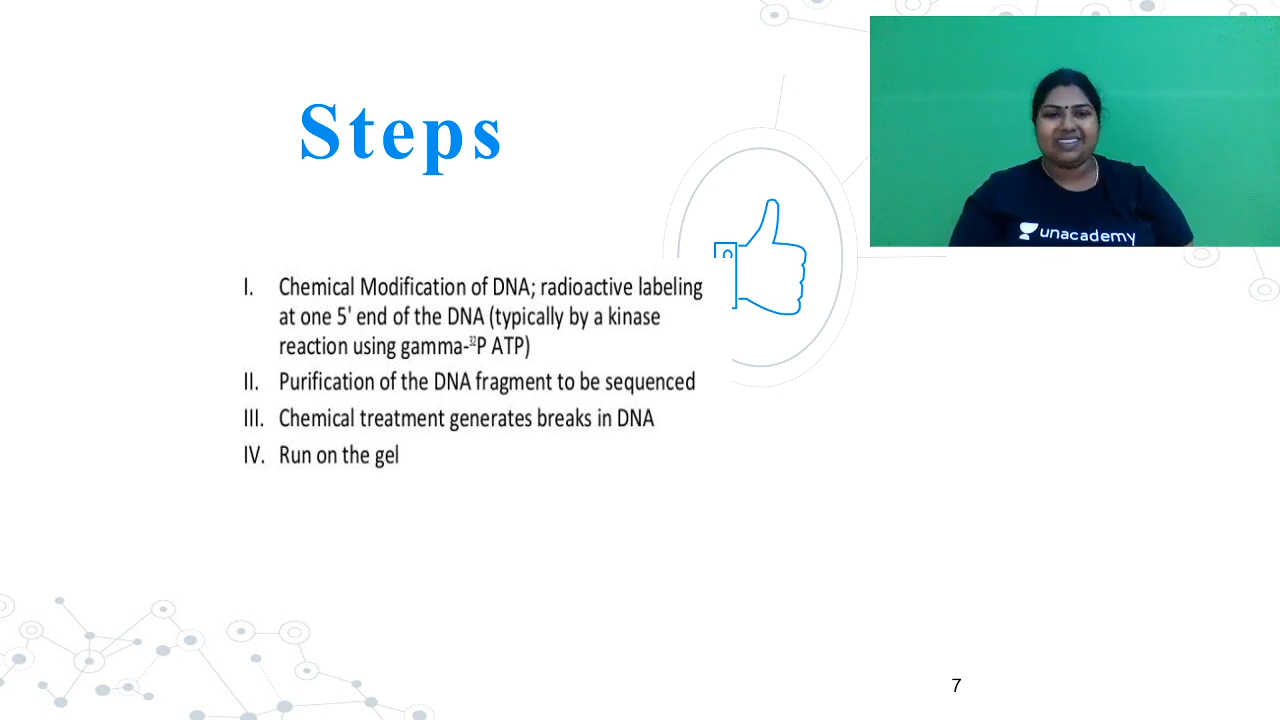 Steps
unacademy
I. Chemical Modification of DNA; radioactive labeling
at one 5' end of the DNA (typically by a kinase
reaction using gamma-³²P ATP)
II. Purification of the DNA fragment to be sequenced
III. Chemical treatment generates breaks in DNA
IV. Run on the gel
7